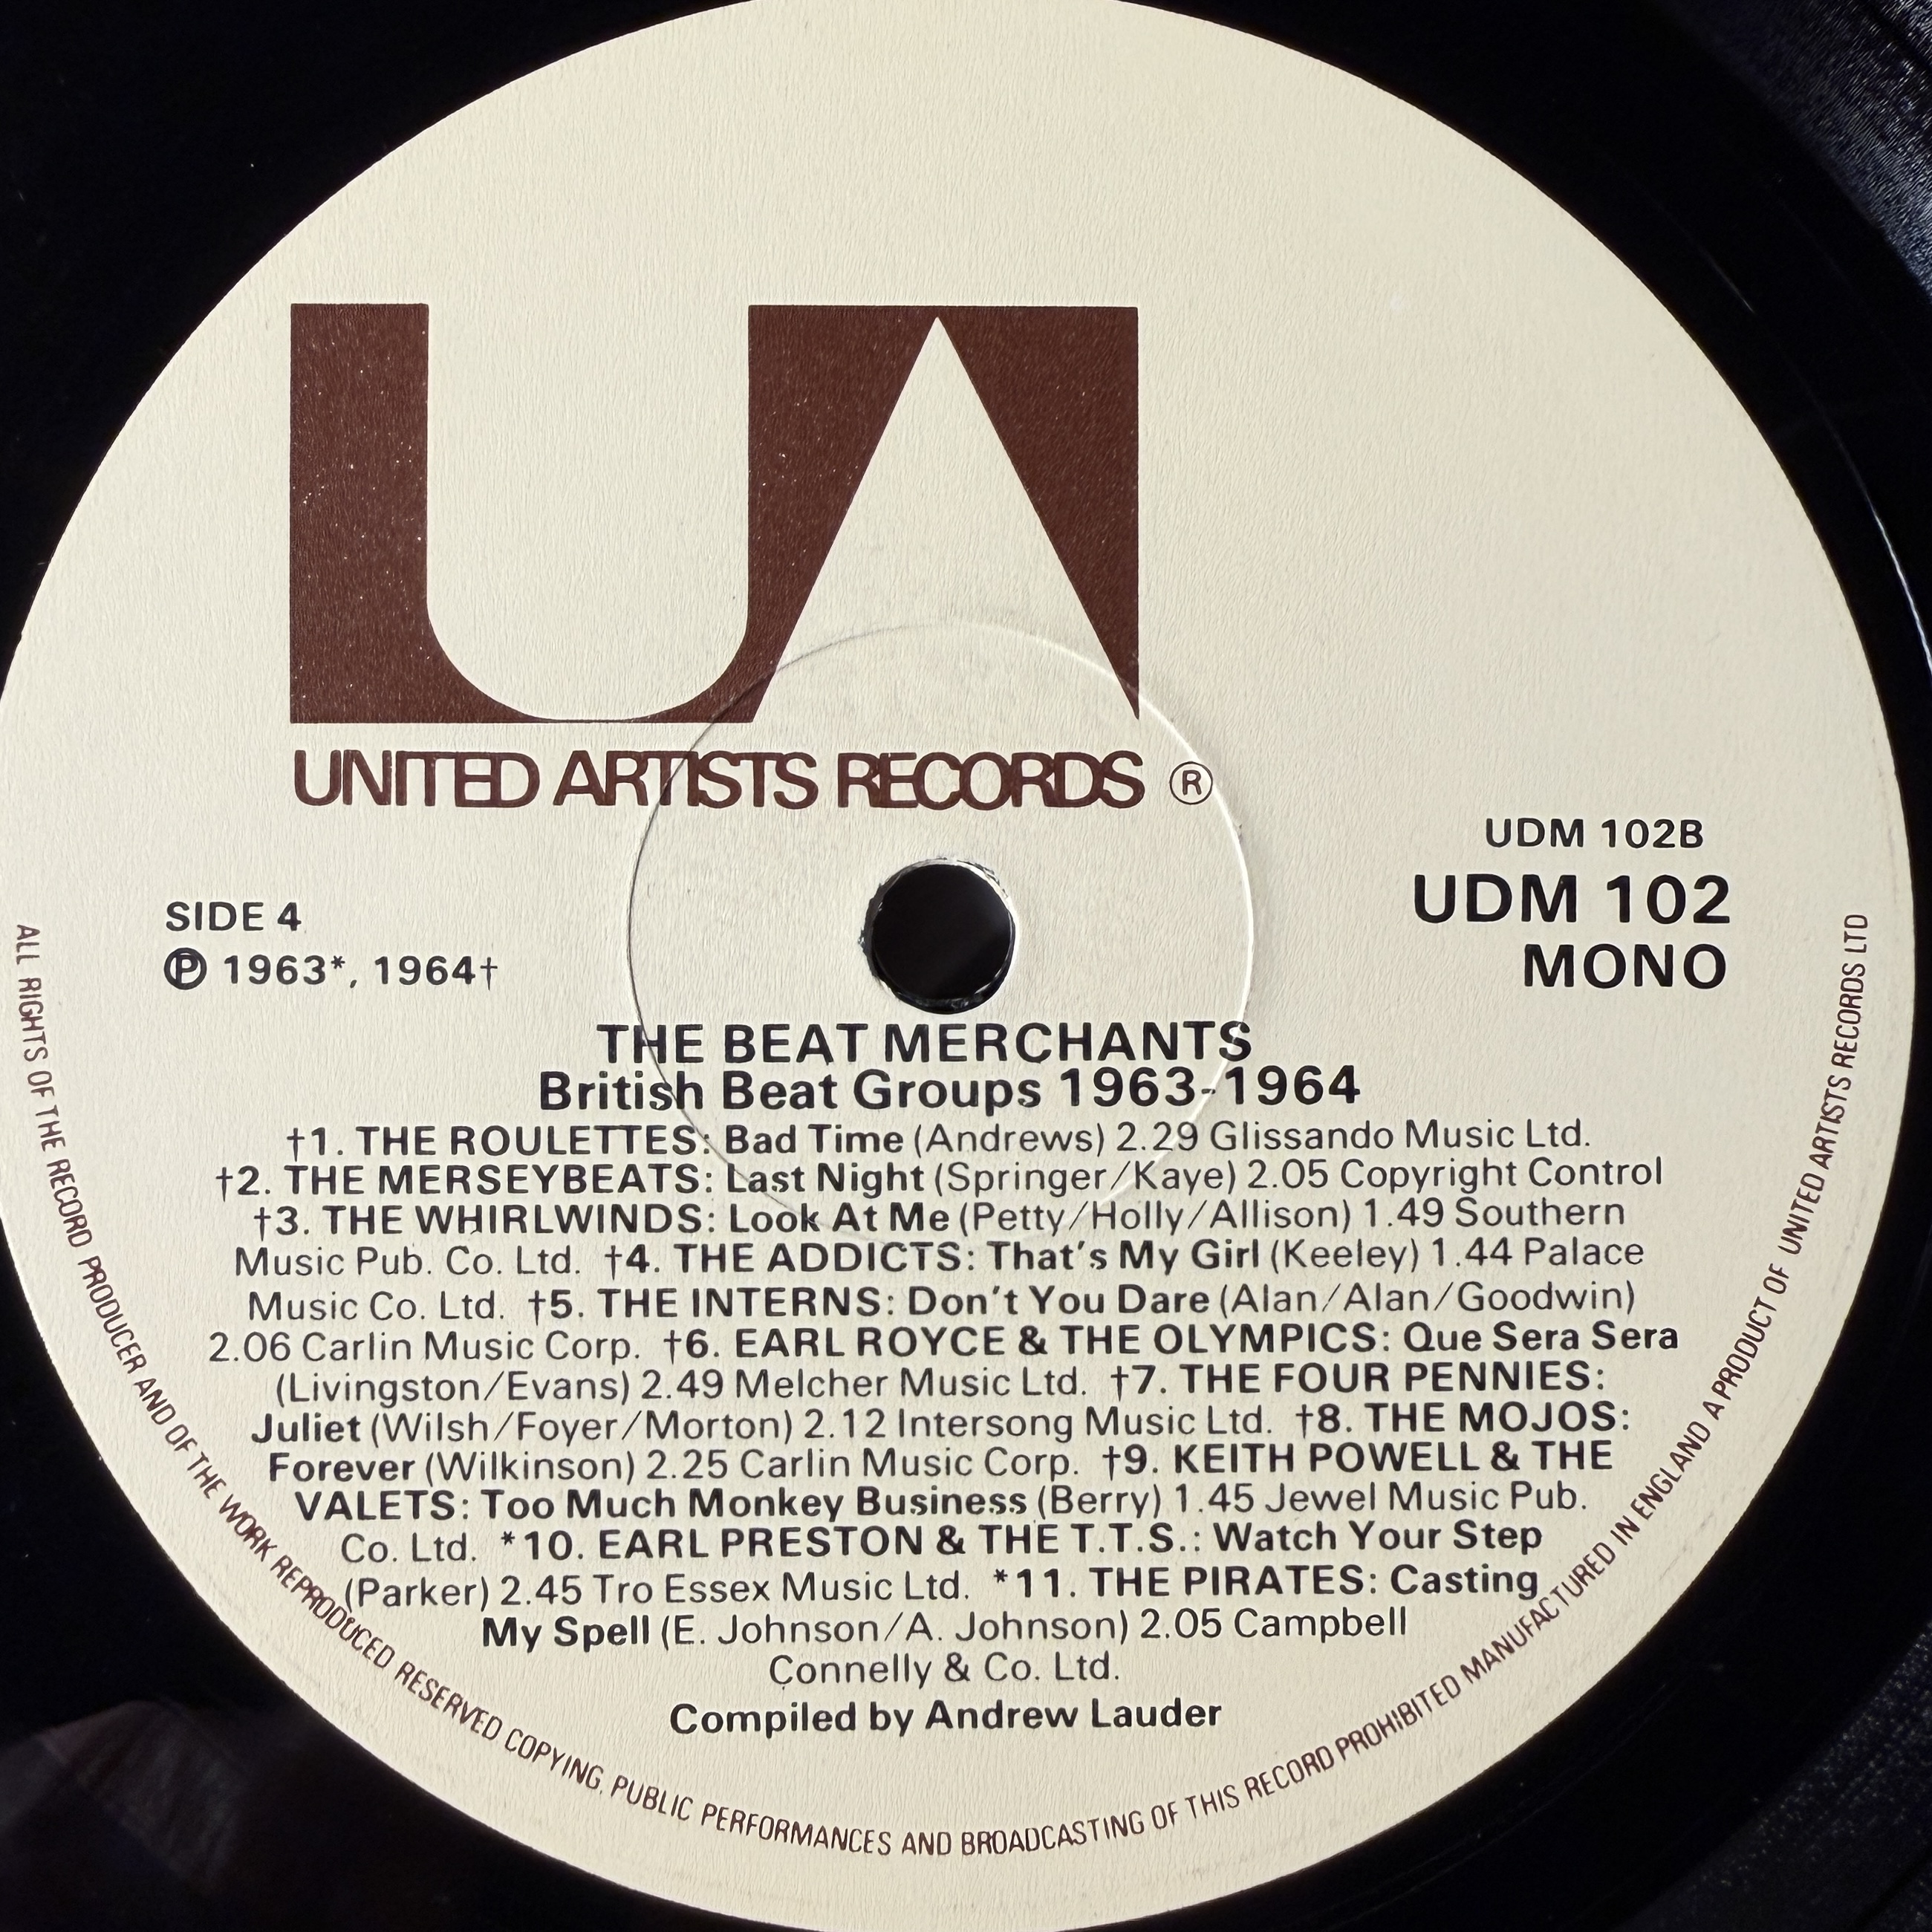 UA
UNITED ARTISTS RECORDS ®
UDM 102B
SIDE 4
UDM 102
Ⓟ 1963*, 1964†
MONO
THE BEAT MERCHANTS
British Beat Groups 1963-1964
†1. THE ROULETTES: Bad Time (Andrews) 2.29 Glissando Music Ltd.
†2. THE MERSEYBEATS: Last Night (Springer/Kaye) 2.05 Copyright Control
†3. THE WHIRLWINDS: Look At Me (Petty/Holly/Allison) 1.49 Southern
Music Pub. Co. Ltd. †4. THE ADDICTS: That's My Girl (Keeley) 1.44 Palace
Music Co. Ltd. †5. THE INTERNS: Don't You Dare (Alan/Alan/Goodwin)
2.06 Carlin Music Corp. †6. EARL ROYCE & THE OLYMPICS: Que Sera Sera
(Livingston/Evans) 2.49 Melcher Music Ltd. †7. THE FOUR PENNIES:
Juliet (Wilsh/Foyer/Morton) 2.12 Intersong Music Ltd. †8. THE MOJOS:
Forever (Wilkinson) 2.25 Carlin Music Corp. †9. KEITH POWELL & THE
VALETS: Too Much Monkey Business (Berry) 1.45 Jewel Music Pub.
Co. Ltd. *10. EARL PRESTON & THE T.T.S.: Watch Your Step
(Parker) 2.45 Tro Essex Music Ltd. *11. THE PIRATES: Casting
My Spell (E. Johnson/A. Johnson) 2.05 Campbell
Connelly & Co. Ltd.
Compiled by Andrew Lauder
ALL RIGHTS OF THE RECORD PRODUCER AND OF THE WORK REPRODUCED RESERVED COPYING, PUBLIC PERFORMANCES AND BROADCASTING OF THIS RECORD PROHIBITED MANUFACTURED IN ENGLAND A PRODUCT OF UNITED ARTISTS RECORDS LTD